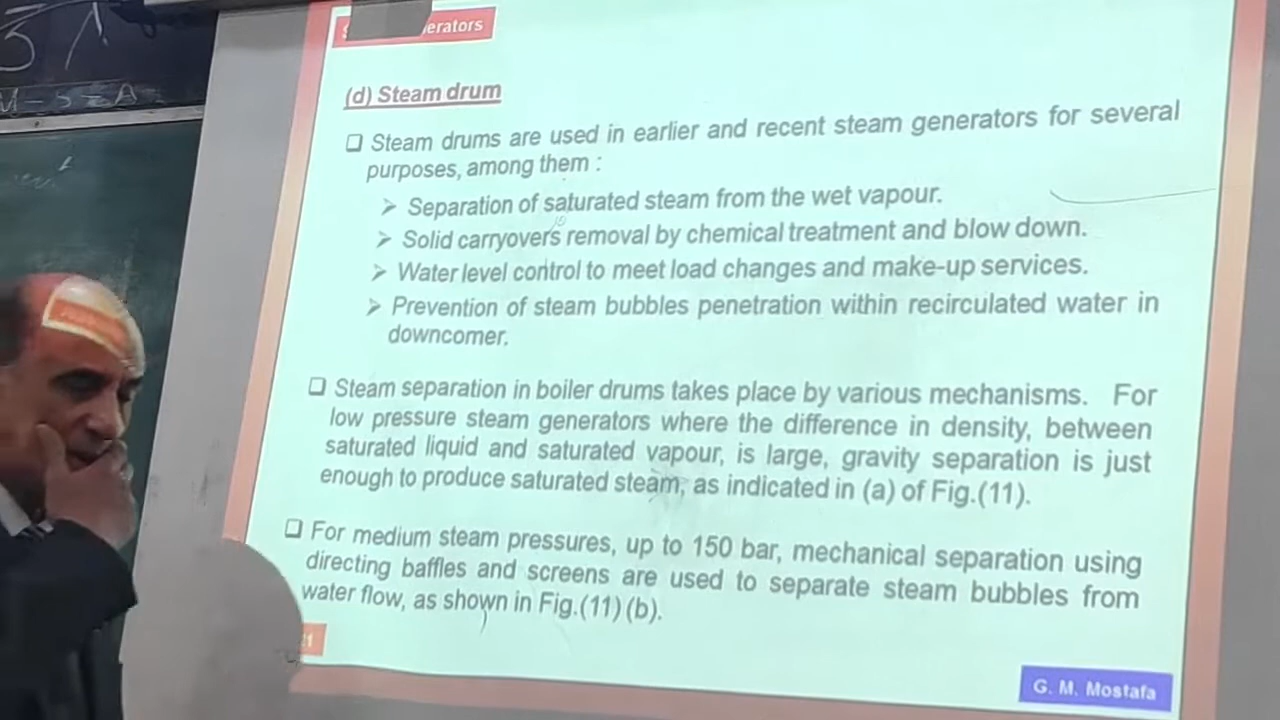 erators
(d) Steam drum
❑ Steam drums are used in earlier and recent steam generators for several
purposes, among them :
➢ Separation of saturated steam from the wet vapour.
➢ Solid carryovers removal by chemical treatment and blow down.
➢ Water level control to meet load changes and make-up services.
➢ Prevention of steam bubbles penetration within recirculated water in
downcomer.
❑ Steam separation in boiler drums takes place by various mechanisms. For
low pressure steam generators where the difference in density, between
saturated liquid and saturated vapour, is large, gravity separation is just
enough to produce saturated steam, as indicated in (a) of Fig.(11).
❑ For medium steam pressures, up to 150 bar, mechanical separation using
directing baffles and screens are used to separate steam bubbles from
water flow, as shown in Fig.(11) (b).
G. M. Mostafa